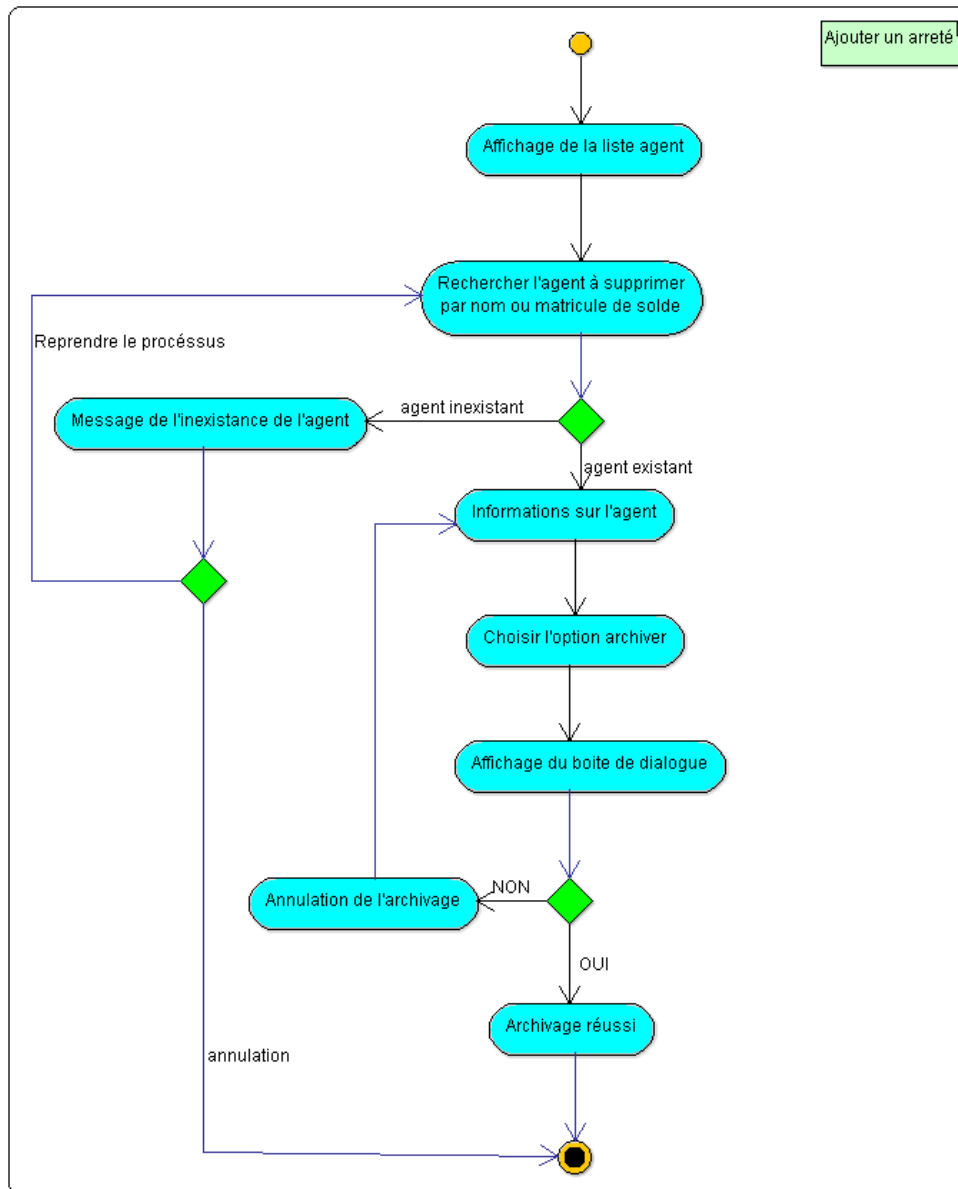 Ajouter un arreté
Affichage de la liste agent
Rechercher l'agent à supprimer
par nom ou matricule de solde
Reprendre le procéssus
agent inexistant
Message de l'inexistance de l'agent
agent existant
Informations sur l'agent
Choisir l'option archiver
Affichage du boite de dialogue
NON
Annulation de l'archivage
OUI
Archivage réussi
annulation